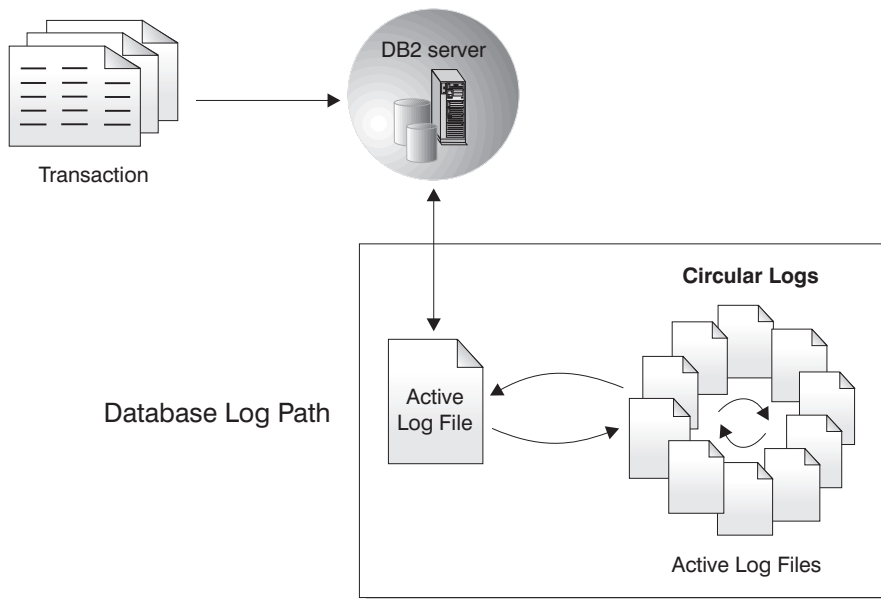 DB2 server
Transaction
Circular Logs
Active
Log File
Database Log Path
Active Log Files